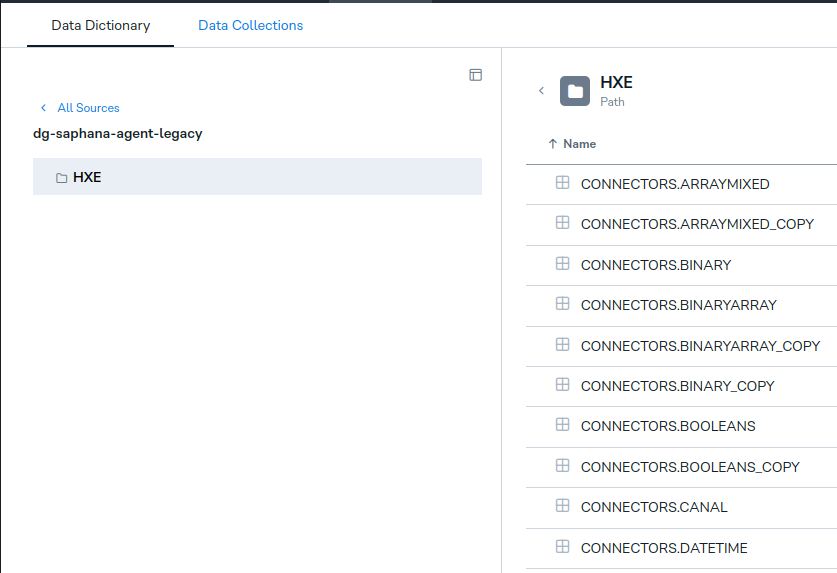 Data Dictionary
Data Collections
All Sources
dg-saphana-agent-legacy
HXE
HXE
Path
Name
CONNECTORS.ARRAYMIXED
CONNECTORS.ARRAYMIXED_COPY
CONNECTORS.BINARY
CONNECTORS.BINARYARRAY
CONNECTORS.BINARYARRAY_COPY
CONNECTORS.BINARY_COPY
CONNECTORS.BOOLEANS
CONNECTORS.BOOLEANS_COPY
CONNECTORS.CANAL
CONNECTORS.DATETIME